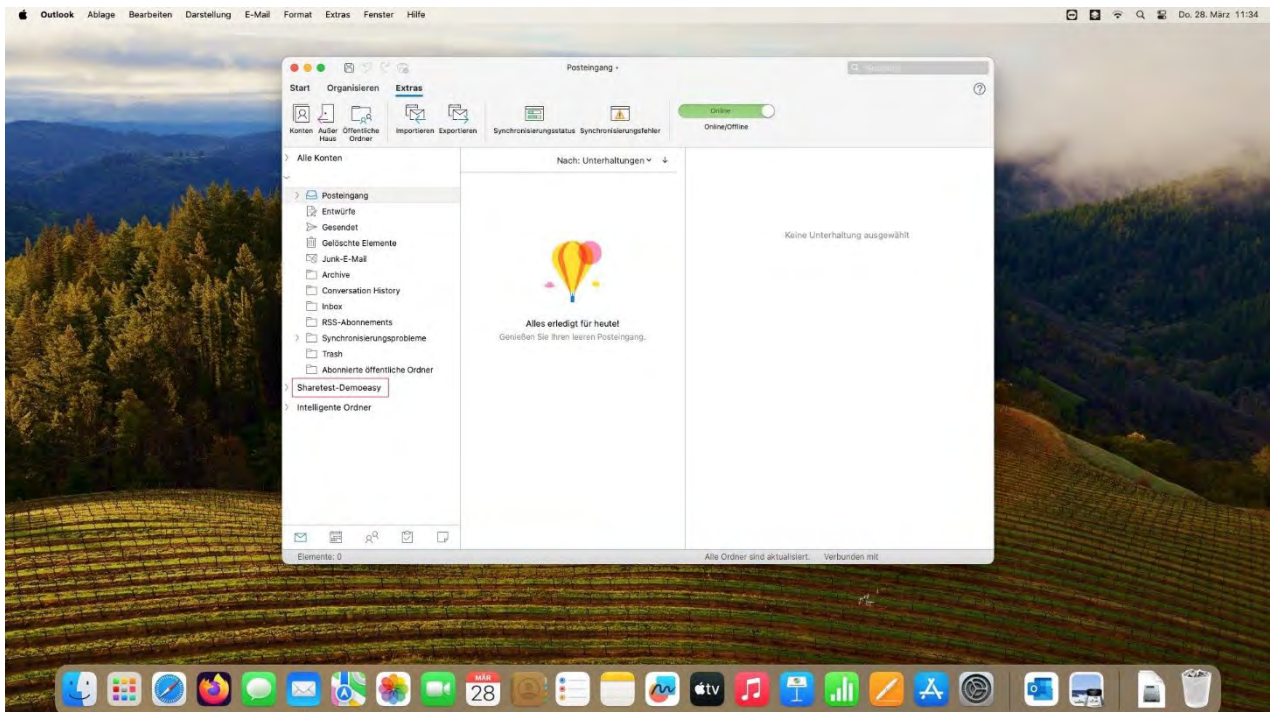 Outlook Ablage Bearbeiten Darstellung E-Mail Format Extras Fenster Hilfe
Do. 28. März 11:34
Posteingang
Start Organisieren Extras
Konten Außer Haus Öffentliche Ordner Importieren Exportieren Synchronisierungsstatus Synchronisierungsfehler Online/Offline
Online
Alle Konten
Nach: Unterhaltungen
Posteingang
Entwürfe
Gesendet
Gelöschte Elemente
Junk-E-Mail
Archive
Conversation History
Inbox
RSS-Abonnements
Synchronisierungsprobleme
Trash
Abonnierte öffentliche Ordner
Sharetest-Demoeasy
Intelligente Ordner
Alles erledigt für heute!
Genießen Sie Ihren leeren Posteingang.
Keine Unterhaltung ausgewählt
Elemente: 0
Alle Ordner sind aktualisiert. Verbunden mit
MÄR
28
tv